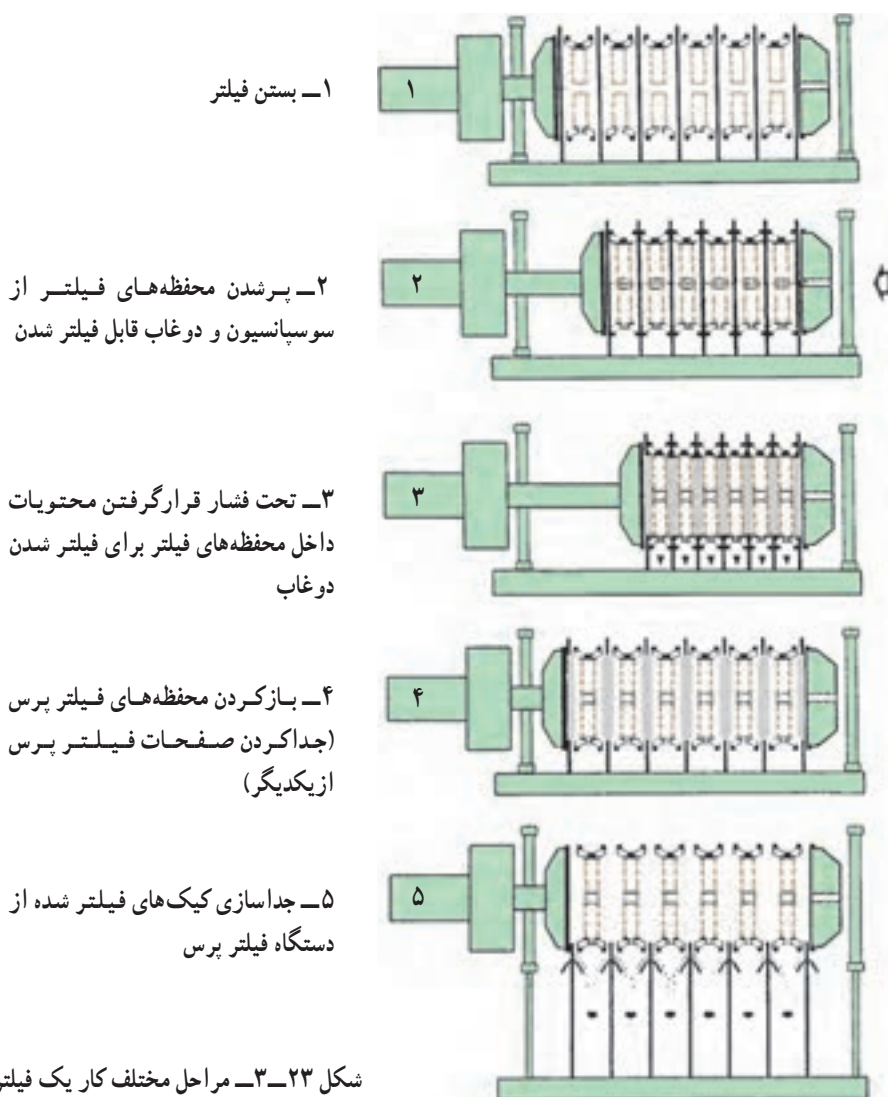 ۱ــ بستن فیلتر
۱
۲ــ پرشدن محفظه‌های فیلتر از
سوسپانسیون و دوغاب قابل فیلتر شدن
۲
۳ــ تحت فشار قرارگرفتن محتویات
داخل محفظه‌های فیلتر برای فیلتر شدن
دوغاب
۳
۴ــ بازکردن محفظه‌های فیلتر پرس
(جداکردن صفحات فیلتر پرس
ازیکدیگر)
۴
۵ــ جداسازی کیک‌های فیلتر شده از
دستگاه فیلتر پرس
۵
شکل ۲۳ــ۳ــ مراحل مختلف کار یک فیلتر